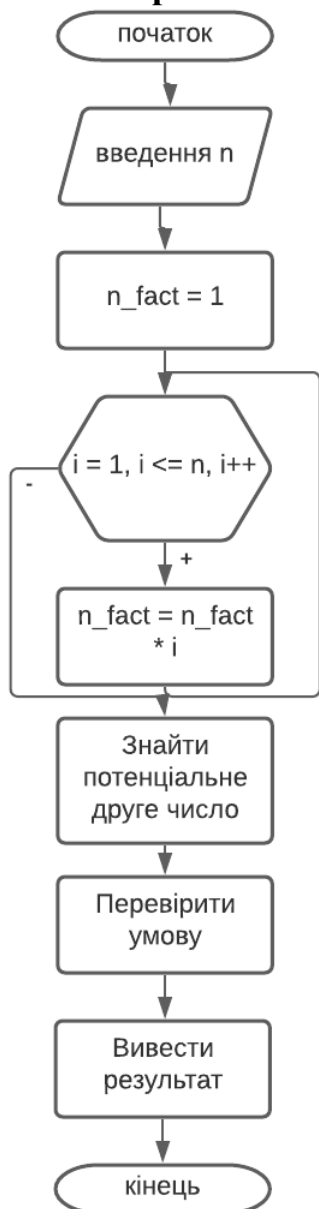 початок
введення n
n_fact = 1
i = 1, i <= n, i++
-
+
n_fact = n_fact
* i
Знайти
потенціальне
друге число
Перевірити
умову
Вивести
результат
кінець